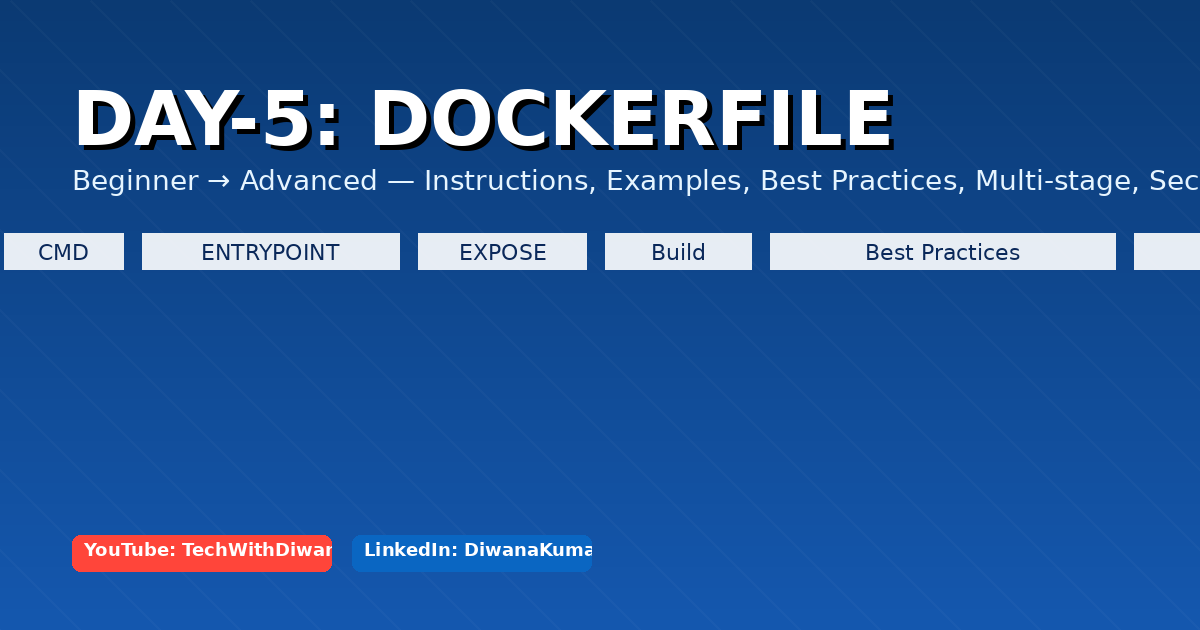 DAY-5: DOCKERFILE
Beginner → Advanced — Instructions, Examples, Best Practices, Multi-stage, Sec
CMD ENTRYPOINT EXPOSE Build Best Practices
YouTube: TechWithDiwan LinkedIn: DiwanaKuma